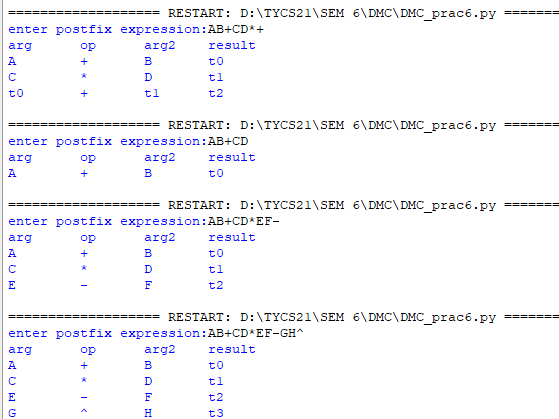 =================== RESTART: D:\TYCS21\SEM 6\DMC\DMC_prac6.py =======
enter postfix expression:AB+CD*+
arg op arg2 result
A + B t0
C * D t1
t0 + t1 t2
=================== RESTART: D:\TYCS21\SEM 6\DMC\DMC_prac6.py =======
enter postfix expression:AB+CD
arg op arg2 result
A + B t0
=================== RESTART: D:\TYCS21\SEM 6\DMC\DMC_prac6.py =======
enter postfix expression:AB+CD*EF-
arg op arg2 result
A + B t0
C * D t1
E - F t2
=================== RESTART: D:\TYCS21\SEM 6\DMC\DMC_prac6.py =======
enter postfix expression:AB+CD*EF-GH^
arg op arg2 result
A + B t0
C * D t1
E - F t2
G ^ H t3